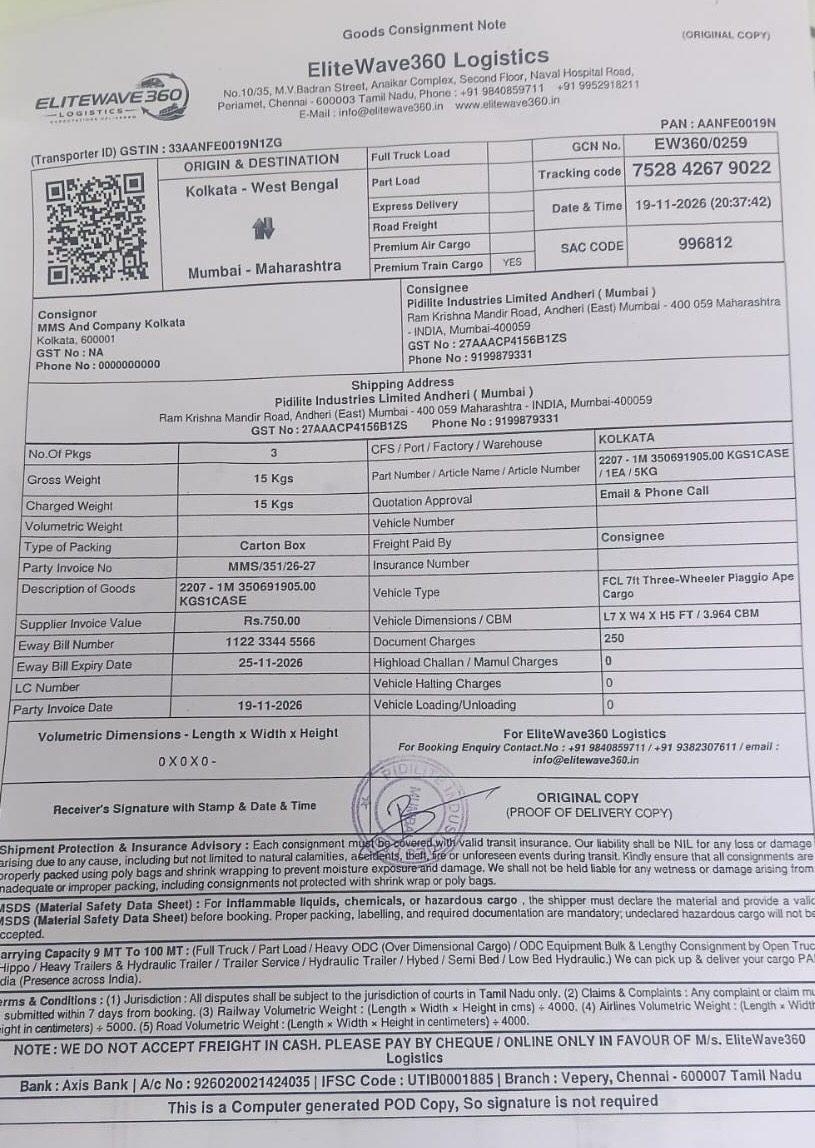 Goods Consignment Note
(ORIGINAL COPY)
ELITEWAVE 360
LOGISTICS
EliteWave360 Logistics
No.10/35, M.V.Badran Street, Anaikar Complex, Second Floor, Naval Hospital Road,
Periamet, Chennai - 600003 Tamil Nadu, Phone : +91 9840859711 +91 9952918211
E-Mail : info@elitewave360.in www.elitewave360.in
PAN : AANFE0019N
(Transporter ID) GSTIN : 33AANFE0019N1ZG
ORIGIN & DESTINATION
Kolkata - West Bengal
Mumbai - Maharashtra
Full Truck Load
Part Load
Express Delivery
Road Freight
Premium Air Cargo
Premium Train Cargo YES
GCN No. EW360/0259
Tracking code 7528 4267 9022
Date & Time 19-11-2026 (20:37:42)
SAC CODE 996812
Consignor
MMS And Company Kolkata
Kolkata, 600001
GST No : NA
Phone No : 0000000000
Consignee
Pidilite Industries Limited Andheri ( Mumbai )
Ram Krishna Mandir Road, Andheri (East) Mumbai - 400 059 Maharashtra
- INDIA, Mumbai-400059
GST No : 27AAACP4156B1ZS
Phone No : 9199879331
Shipping Address
Pidilite Industries Limited Andheri ( Mumbai )
Ram Krishna Mandir Road, Andheri (East) Mumbai - 400 059 Maharashtra - INDIA, Mumbai-400059
GST No : 27AAACP4156B1ZS Phone No : 9199879331
No.Of Pkgs 3 CFS / Port / Factory / Warehouse KOLKATA
Gross Weight 15 Kgs Part Number / Article Name / Article Number 2207 - 1M 350691905.00 KGS1CASE
/ 1EA / 5KG
Charged Weight 15 Kgs Quotation Approval Email & Phone Call
Volumetric Weight Vehicle Number
Type of Packing Carton Box Freight Paid By Consignee
Party Invoice No MMS/351/26-27 Insurance Number
Description of Goods 2207 - 1M 350691905.00
KGS1CASE
Vehicle Type FCL 7ft Three-Wheeler Piaggio Ape
Cargo
Supplier Invoice Value Rs.750.00 Vehicle Dimensions / CBM L7 X W4 X H5 FT / 3.964 CBM
Eway Bill Number 1122 3344 5566 Document Charges 250
Eway Bill Expiry Date 25-11-2026 Highload Challan / Mamul Charges 0
LC Number Vehicle Halting Charges 0
Party Invoice Date 19-11-2026 Vehicle Loading/Unloading 0
Volumetric Dimensions - Length x Width x Height
0 X 0 X 0 -
For EliteWave360 Logistics
For Booking Enquiry Contact.No : +91 9840859711 / +91 9382307611 / email :
info@elitewave360.in
PIDILITE INDUS
MUMBAI
Receiver's Signature with Stamp & Date & Time
ORIGINAL COPY
(PROOF OF DELIVERY COPY)
Shipment Protection & Insurance Advisory : Each consignment must be covered with valid transit insurance. Our liability shall be NIL for any loss or damage
arising due to any cause, including but not limited to natural calamities, accidents, theft, fire or unforeseen events during transit. Kindly ensure that all consignments are
properly packed using poly bags and shrink wrapping to prevent moisture exposure and damage. We shall not be held liable for any wetness or damage arising from
inadequate or improper packing, including consignments not protected with shrink wrap or poly bags.
MSDS (Material Safety Data Sheet) : For Inflammable liquids, chemicals, or hazardous cargo , the shipper must declare the material and provide a valid
MSDS (Material Safety Data Sheet) before booking. Proper packing, labelling, and required documentation are mandatory; undeclared hazardous cargo will not be
ccepted.
arrying Capacity 9 MT To 100 MT : (Full Truck / Part Load / Heavy ODC (Over Dimensional Cargo) / ODC Equipment Bulk & Lengthy Consignment by Open Truc
Hippo / Heavy Trailers & Hydraulic Trailer / Trailer Service / Hydraulic Trailer / Hybed / Semi Bed / Low Bed Hydraulic.) We can pick up & deliver your cargo PA
dia (Presence across India).
erms & Conditions : (1) Jurisdiction : All disputes shall be subject to the jurisdiction of courts in Tamil Nadu only. (2) Claims & Complaints : Any complaint or claim mu
submitted within 7 days from booking. (3) Railway Volumetric Weight : (Length × Width × Height in cms) ÷ 4000. (4) Airlines Volumetric Weight : (Length × Width
ight in centimeters) ÷ 5000. (5) Road Volumetric Weight : (Length × Width × Height in centimeters) ÷ 4000.
NOTE : WE DO NOT ACCEPT FREIGHT IN CASH. PLEASE PAY BY CHEQUE / ONLINE ONLY IN FAVOUR OF M/s. EliteWave360
Logistics
Bank : Axis Bank | A/c No : 926020021424035 | IFSC Code : UTIB0001885 | Branch : Vepery, Chennai - 600007 Tamil Nadu
This is a Computer generated POD Copy, So signature is not required